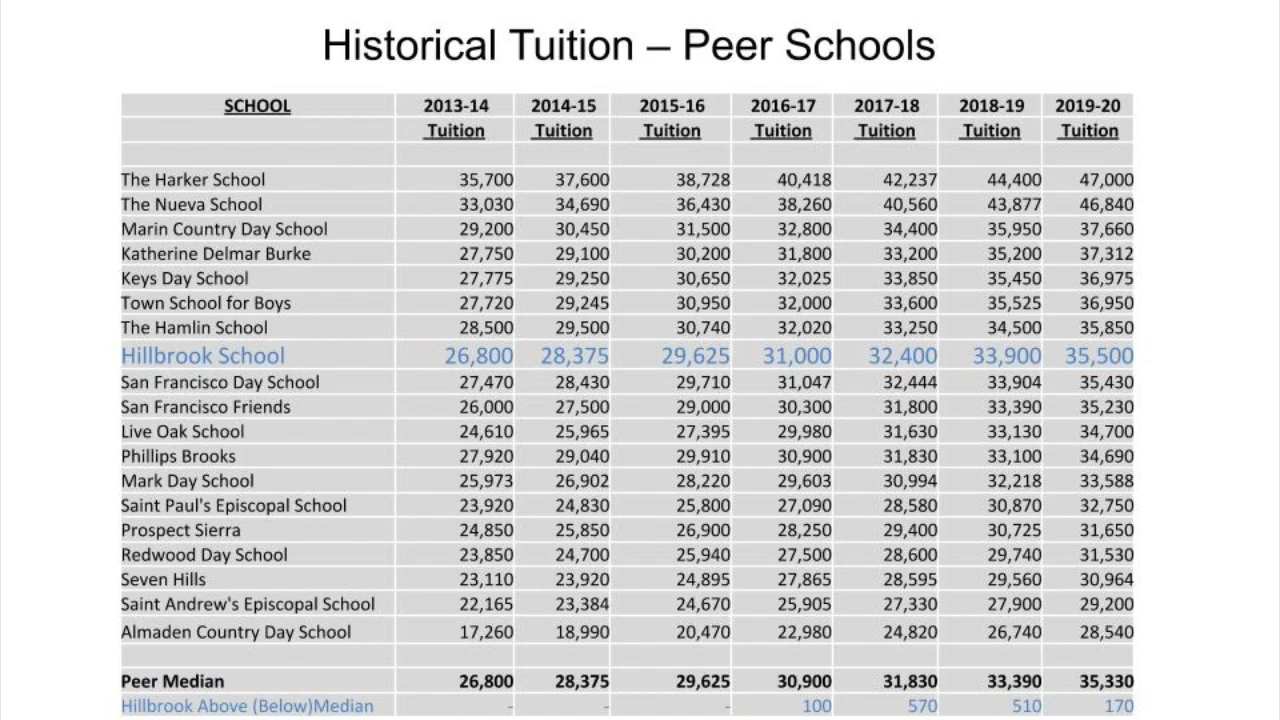 Historical Tuition – Peer Schools
SCHOOL 2013-14 2014-15 2015-16 2016-17 2017-18 2018-19 2019-20
Tuition Tuition Tuition Tuition Tuition Tuition Tuition
The Harker School 35,700 37,600 38,728 40,418 42,237 44,400 47,000
The Nueva School 33,030 34,690 36,430 38,260 40,560 43,877 46,840
Marin Country Day School 29,200 30,450 31,500 32,800 34,400 35,950 37,660
Katherine Delmar Burke 27,750 29,100 30,200 31,800 33,200 35,200 37,312
Keys Day School 27,775 29,250 30,650 32,025 33,850 35,450 36,975
Town School for Boys 27,720 29,245 30,950 32,000 33,600 35,525 36,950
The Hamlin School 28,500 29,500 30,740 32,020 33,250 34,500 35,850
Hillbrook School 26,800 28,375 29,625 31,000 32,400 33,900 35,500
San Francisco Day School 27,470 28,430 29,710 31,047 32,444 33,904 35,430
San Francisco Friends 26,000 27,500 29,000 30,300 31,800 33,390 35,230
Live Oak School 24,610 25,965 27,395 29,980 31,630 33,130 34,700
Phillips Brooks 27,920 29,040 29,910 30,900 31,830 33,100 34,690
Mark Day School 25,973 26,902 28,220 29,603 30,994 32,218 33,588
Saint Paul's Episcopal School 23,920 24,830 25,800 27,090 28,580 30,870 32,750
Prospect Sierra 24,850 25,850 26,900 28,250 29,400 30,725 31,650
Redwood Day School 23,850 24,700 25,940 27,500 28,600 29,740 31,530
Seven Hills 23,110 23,920 24,895 27,865 28,595 29,560 30,964
Saint Andrew's Episcopal School 22,165 23,384 24,670 25,905 27,330 27,900 29,200
Almaden Country Day School 17,260 18,990 20,470 22,980 24,820 26,740 28,540
Peer Median 26,800 28,375 29,625 30,900 31,830 33,390 35,330
Hillbrook Above (Below)Median - - - 100 570 510 170